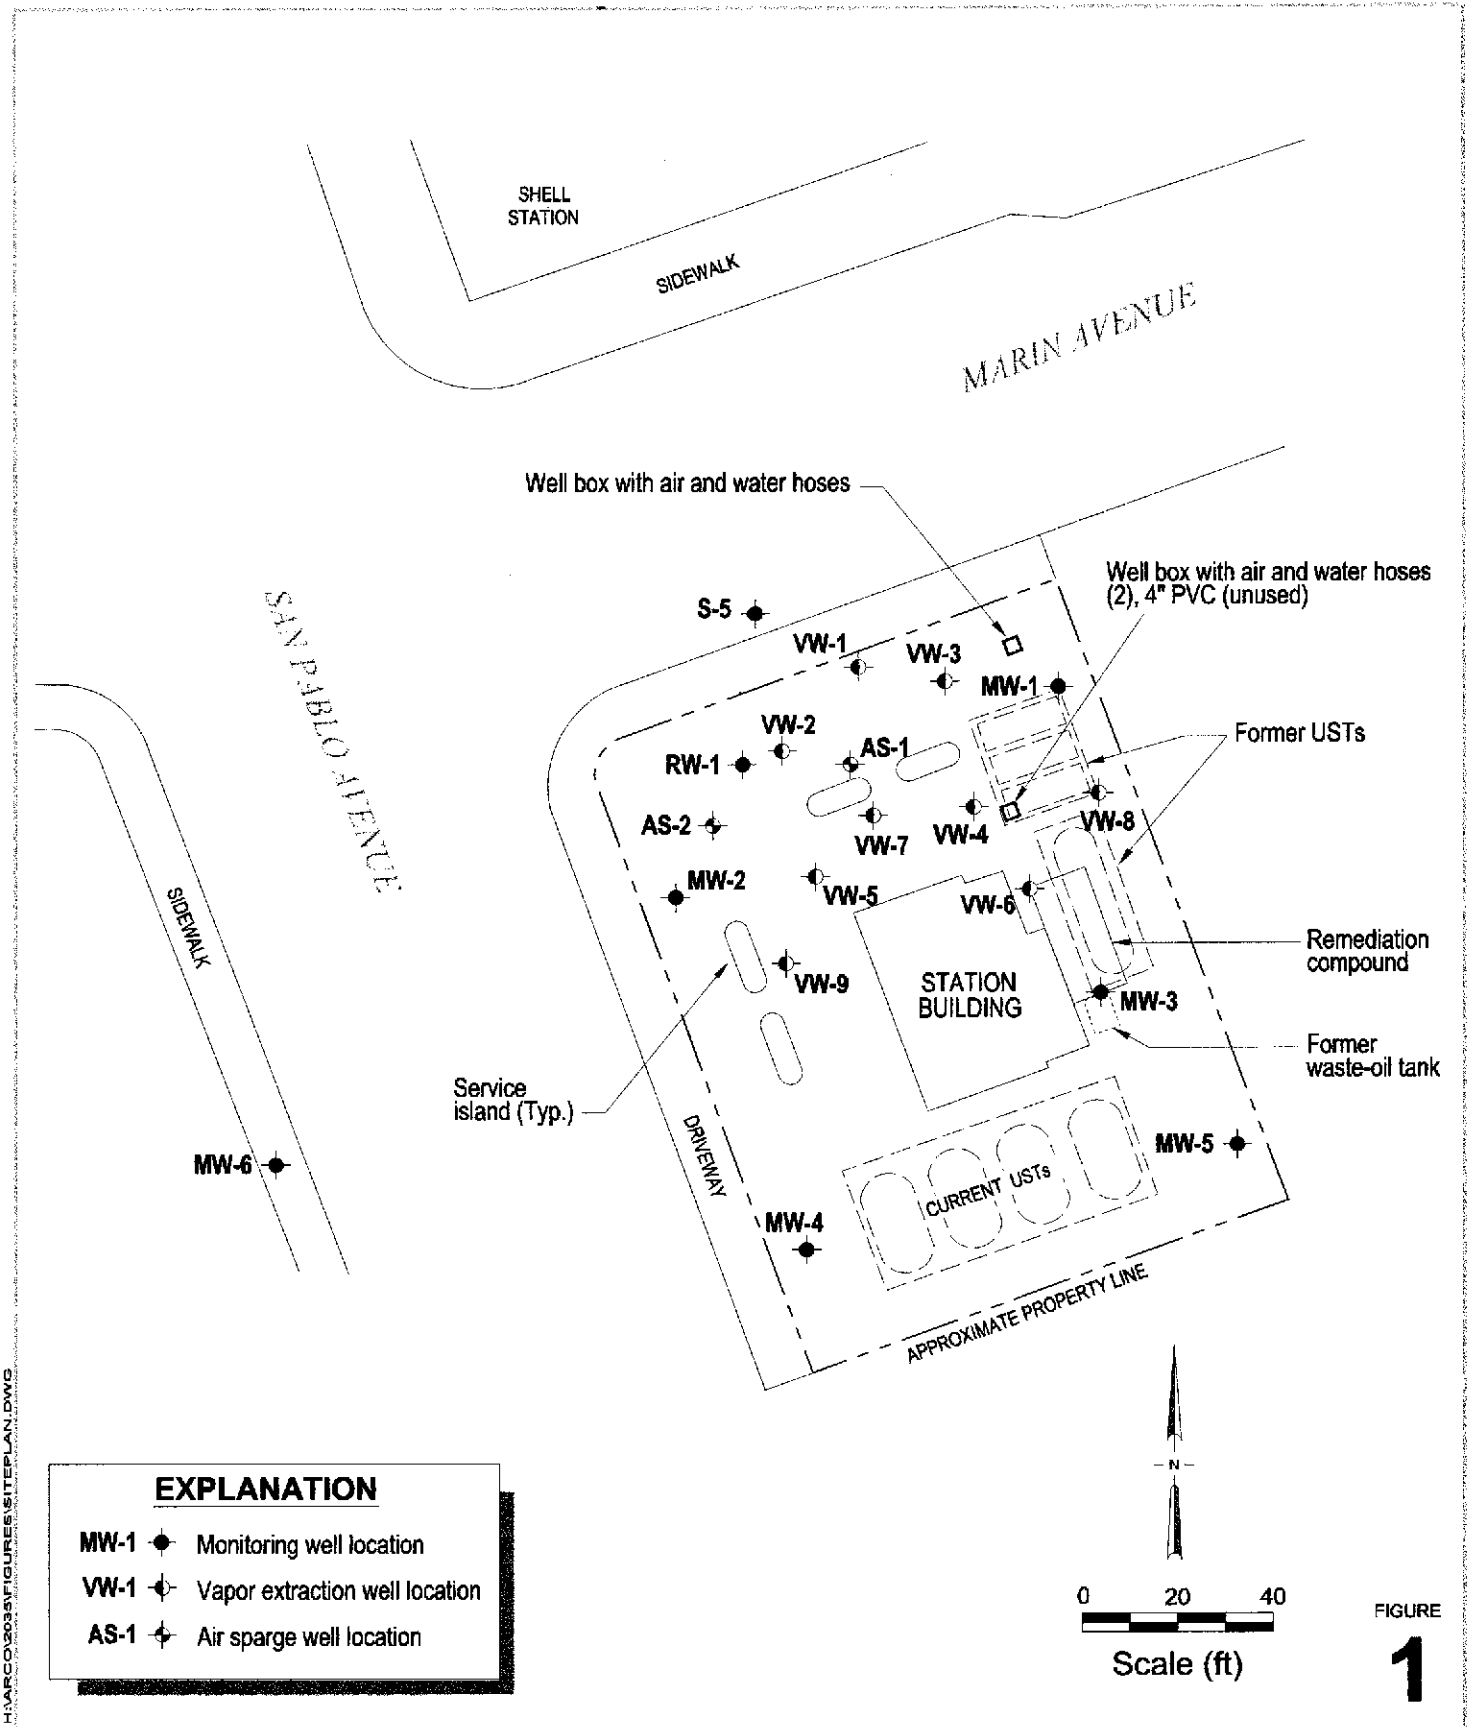 SHELL
STATION
SIDEWALK
MARIN AVENUE
Well box with air and water hoses
Well box with air and water hoses
(2), 4" PVC (unused)
SAN PABLO AVENUE
S-5
VW-1
VW-3
MW-1
VW-2
AS-1
RW-1
Former USTs
AS-2
VW-7
VW-4
VW-8
MW-2
VW-5
VW-6
SIDEWALK
Remediation
compound
VW-9
STATION
BUILDING
MW-3
Former
waste-oil tank
Service
island (Typ.)
DRIVEWAY
MW-5
MW-6
CURRENT USTs
MW-4
APPROXIMATE PROPERTY LINE
N
EXPLANATION
MW-1 Monitoring well location
VW-1 Vapor extraction well location
AS-1 Air sparge well location
0 20 40
Scale (ft)
FIGURE
1
H:\ARCO\2035\FIGURES\SITEPLAN.DWG